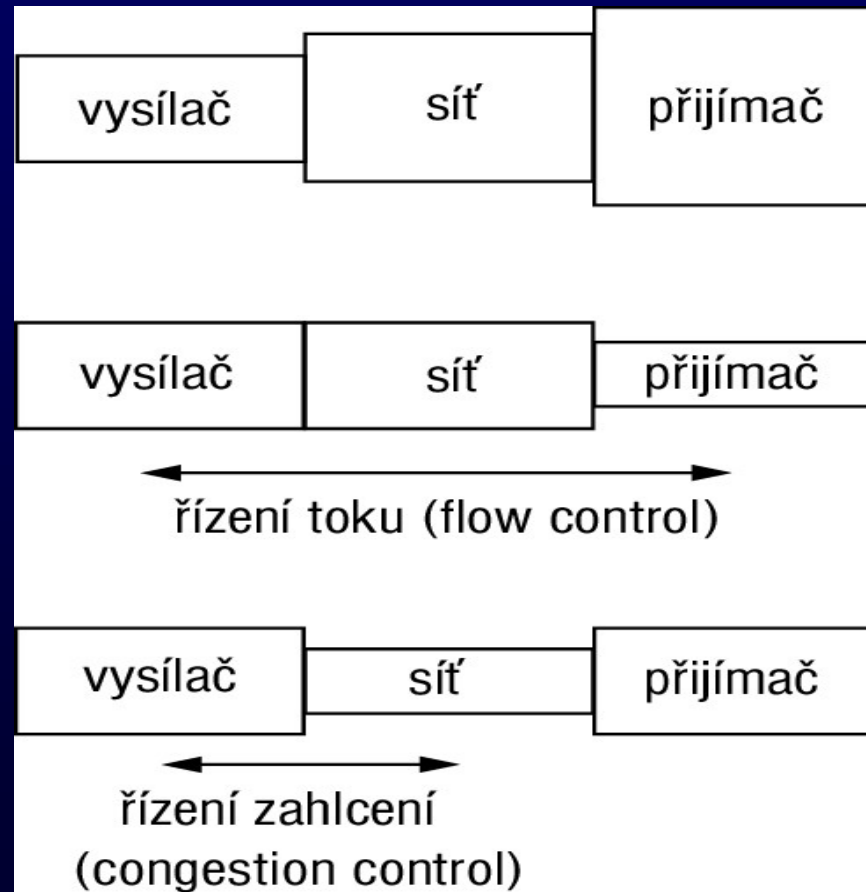 vysílač síť přijímač
vysílač síť přijímač
řízení toku (flow control)
vysílač síť přijímač
řízení zahlcení
(congestion control)